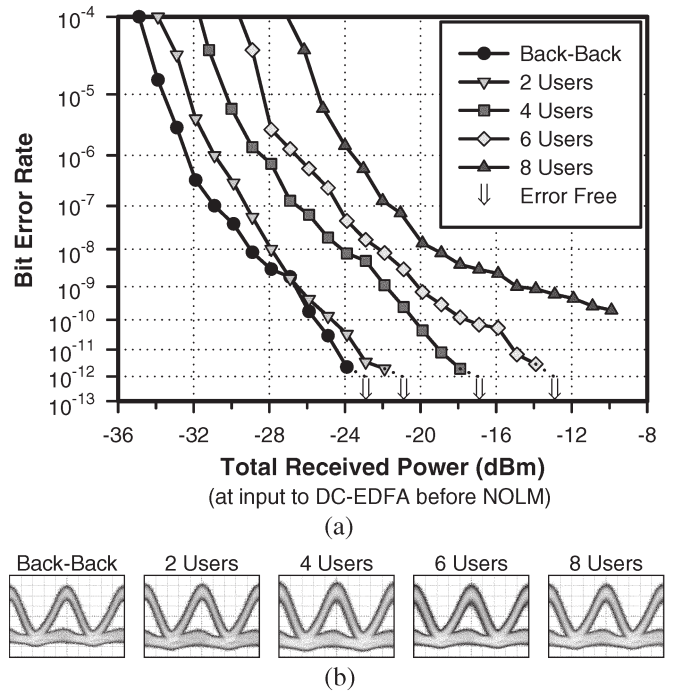 10-4
10-5
10-6
10-7
10-8
10-9
10-10
10-11
10-12
10-13
Bit Error Rate
Back-Back
2 Users
4 Users
6 Users
8 Users
Error Free
-36 -32 -28 -24 -20 -16 -12 -8
Total Received Power (dBm)
(at input to DC-EDFA before NOLM)
(a)
Back-Back 2 Users 4 Users 6 Users 8 Users
(b)